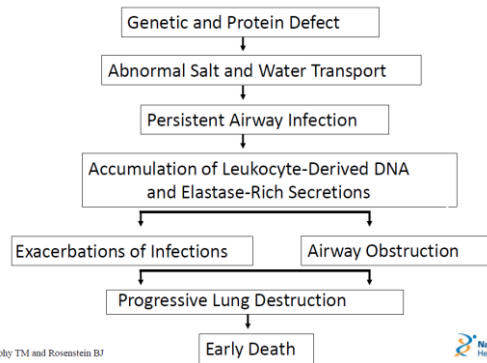 Genetic and Protein Defect
Abnormal Salt and Water Transport
Persistent Airway Infection
Accumulation of Leukocyte-Derived DNA
and Elastase-Rich Secretions
Exacerbations of Infections
Airway Obstruction
Progressive Lung Destruction
Early Death
phy TM and Rosenstein BJ